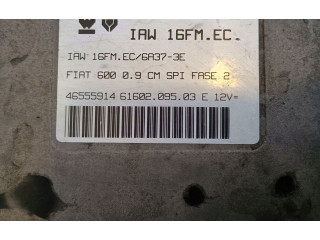 IAW 16FM.EC.
IAW 16FM.EC/6A37-3E
FIAT 600 0.9 CM SPI FASE 2
46555914 61602.095.03 E 12V=